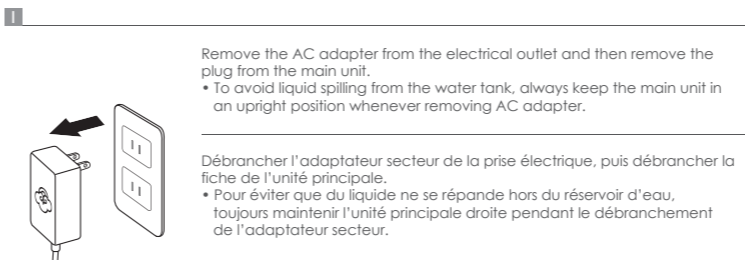 1
Remove the AC adapter from the electrical outlet and then remove the
plug from the main unit.
• To avoid liquid spilling from the water tank, always keep the main unit in
an upright position whenever removing AC adapter.
Débrancher l'adaptateur secteur de la prise électrique, puis débrancher la
fiche de l'unité principale.
• Pour éviter que du liquide ne se répande hors du réservoir d'eau,
toujours maintenir l'unité principale droite pendant le débranchement
de l'adaptateur secteur.